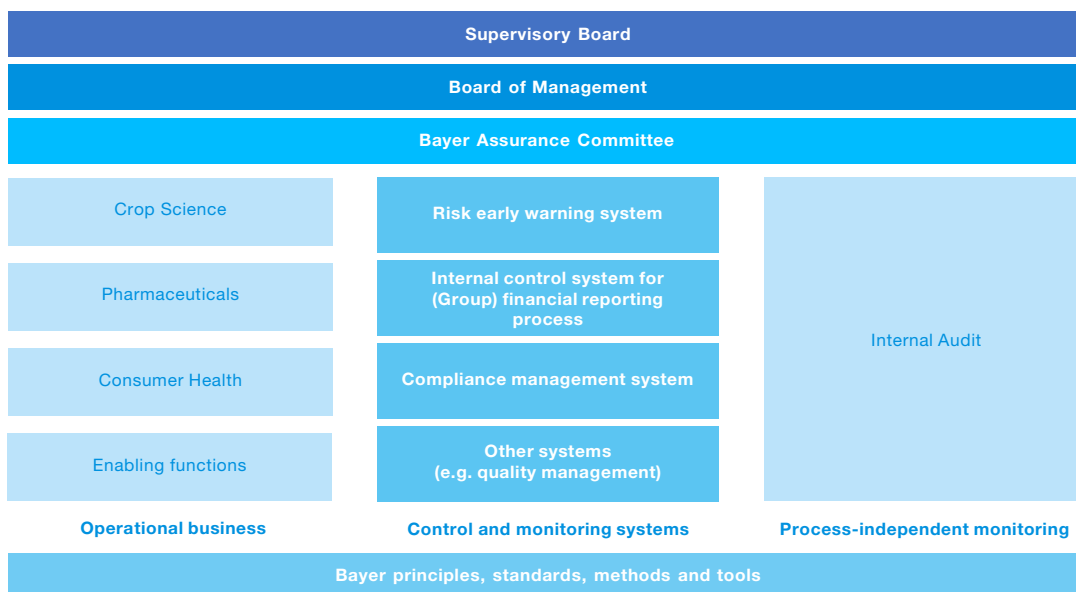 Supervisory Board
Board of Management
Bayer Assurance Committee
Crop Science
Pharmaceuticals
Consumer Health
Enabling functions
Operational business
Risk early warning system
Internal control system for
(Group) financial reporting
process
Compliance management system
Other systems
(e.g. quality management)
Control and monitoring systems
Internal Audit
Process-independent monitoring
Bayer principles, standards, methods and tools